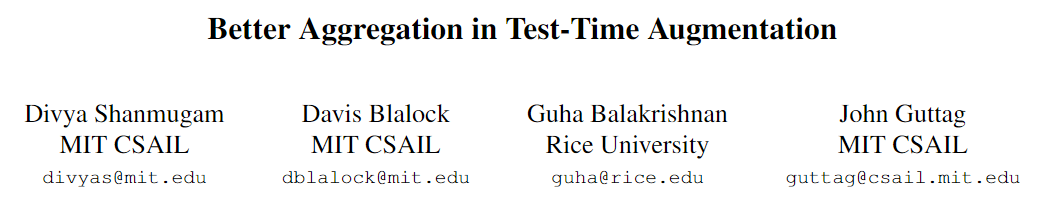 Better Aggregation in Test-Time Augmentation
Divya Shanmugam Davis Blalock Guha Balakrishnan John Guttag
MIT CSAIL MIT CSAIL Rice University MIT CSAIL
divyas@mit.edu dblalock@mit.edu guha@rice.edu guttag@csail.mit.edu